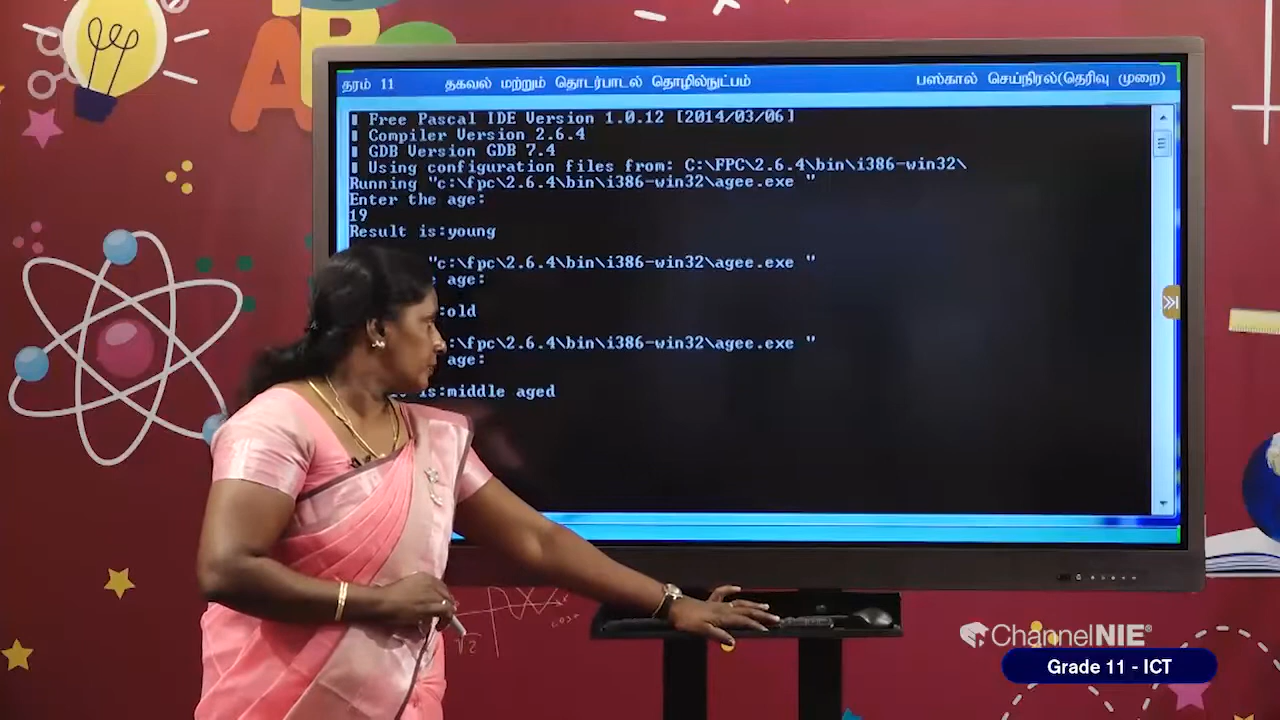 ABC
தரம் 11 தகவல் மற்றும் தொடர்பாடல் தொழில்நுட்பம் பஸ்கால் செய்நிரல்(தெரிவு முறை)
Free Pascal IDE Version 1.0.12 [2014/03/06]
Compiler Version 2.6.4
GDB Version GDB 7.4
Using configuration files from: C:\FPC\2.6.4\bin\i386-win32\
Running "c:\fpc\2.6.4\bin\i386-win32\agee.exe "
Enter the age:
19
Result is:young
"c:\fpc\2.6.4\bin\i386-win32\agee.exe "
age:
:old
:\fpc\2.6.4\bin\i386-win32\agee.exe "
age:
is:middle aged
ChannelNIE®
Grade 11 - ICT